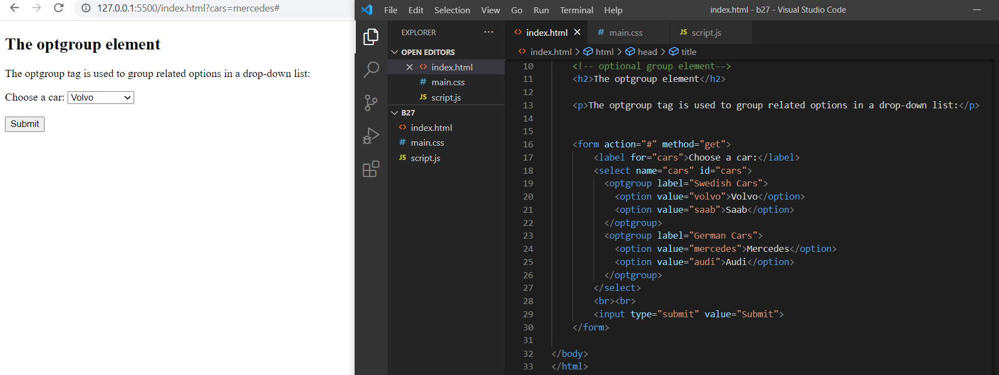 127.0.0.1:5500/index.html?cars=mercedes#
The optgroup element
The optgroup tag is used to group related options in a drop-down list:
Choose a car: Volvo
Submit
File Edit Selection View Go Run Terminal Help
index.html - b27 - Visual Studio Code
EXPLORER
OPEN EDITORS
index.html
# main.css
JS script.js
B27
index.html
# main.css
JS script.js
index.html
# main.css
JS script.js
index.html > html > head > title
10 <!-- optional group element-->
11 <h2>The optgroup element</h2>
12
13 <p>The optgroup tag is used to group related options in a drop-down list:</p>
14
15
16 <form action="#" method="get">
17 <label for="cars">Choose a car:</label>
18 <select name="cars" id="cars">
19 <optgroup label="Swedish Cars">
20 <option value="volvo">Volvo</option>
21 <option value="saab">Saab</option>
22 </optgroup>
23 <optgroup label="German Cars">
24 <option value="mercedes">Mercedes</option>
25 <option value="audi">Audi</option>
26 </optgroup>
27 </select>
28 <br><br>
29 <input type="submit" value="Submit">
30 </form>
31
32 </body>
33 </html>